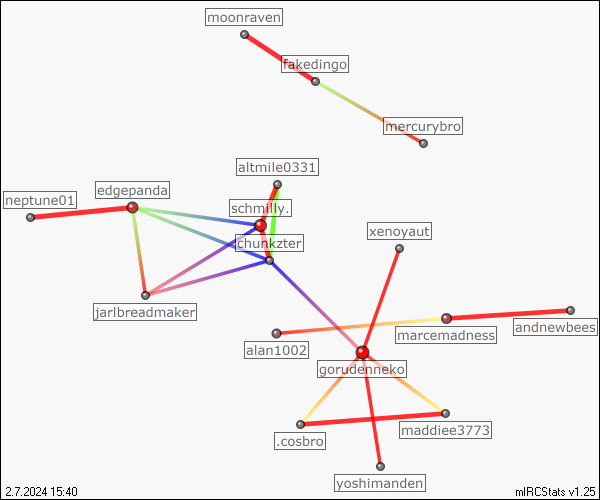 moonraven
fakedingo
mercurybro
altmile0331
edgepanda
neptune01
schmilly.
xenoyaut
chunkzter
jarlbreadmaker
andnewbees
marcemadness
alan1002
gorudenneko
maddiee3773
.cosbro
yoshimanden
2.7.2024 15:40
mIRCStats v1.25